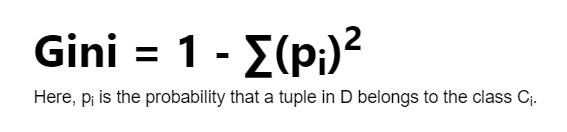 Gini = 1 - ∑(pᵢ)²
Here, pᵢ is the probability that a tuple in D belongs to the class Cᵢ.